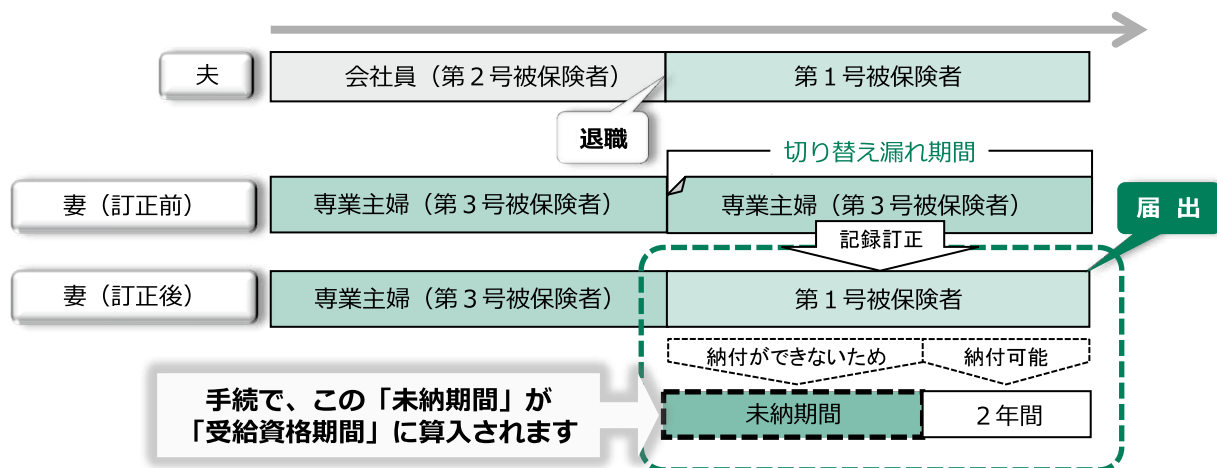 夫
会社員（第２号被保険者）
第１号被保険者
退職
切り替え漏れ期間
妻（訂正前）
専業主婦（第３号被保険者）
専業主婦（第３号被保険者）
届 出
記録訂正
妻（訂正後）
専業主婦（第３号被保険者）
第１号被保険者
納付ができないため
納付可能
手続で、この「未納期間」が
「受給資格期間」に算入されます
未納期間
２年間